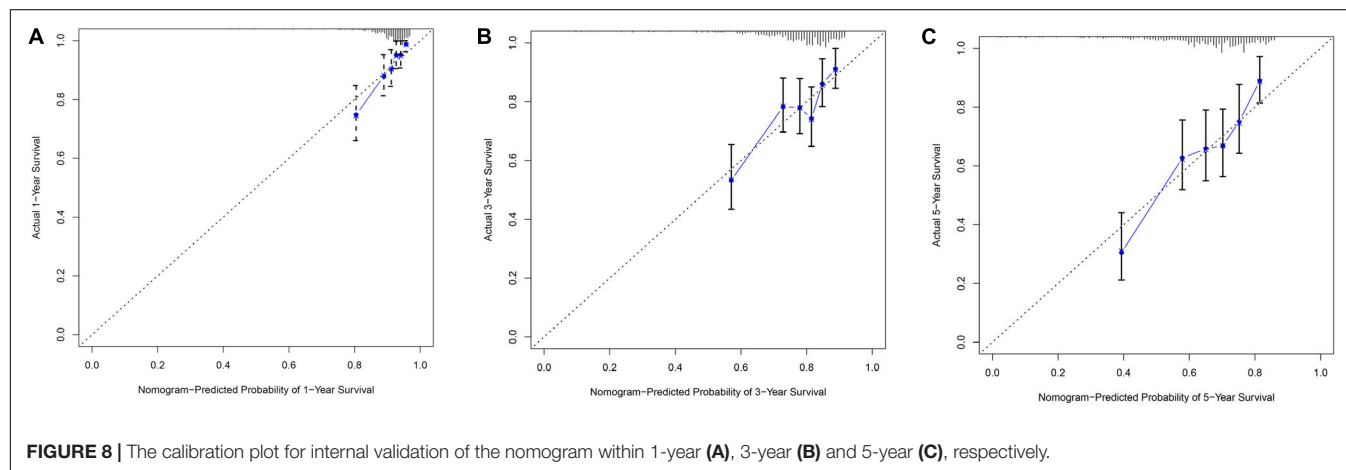 A
B
C
Actual 1-Year Survival
1.0
0.8
0.6
0.4
0.2
0.0
0.0 0.2 0.4 0.6 0.8 1.0
Nomogram-Predicted Probability of 1-Year Survival
Actual 3-Year Survival
1.0
0.8
0.6
0.4
0.2
0.0
0.0 0.2 0.4 0.6 0.8 1.0
Nomogram-Predicted Probability of 3-Year Survival
Actual 5-Year Survival
1.0
0.8
0.6
0.4
0.2
0.0
0.0 0.2 0.4 0.6 0.8 1.0
Nomogram-Predicted Probability of 5-Year Survival
FIGURE 8 | The calibration plot for internal validation of the nomogram within 1-year (A), 3-year (B) and 5-year (C), respectively.